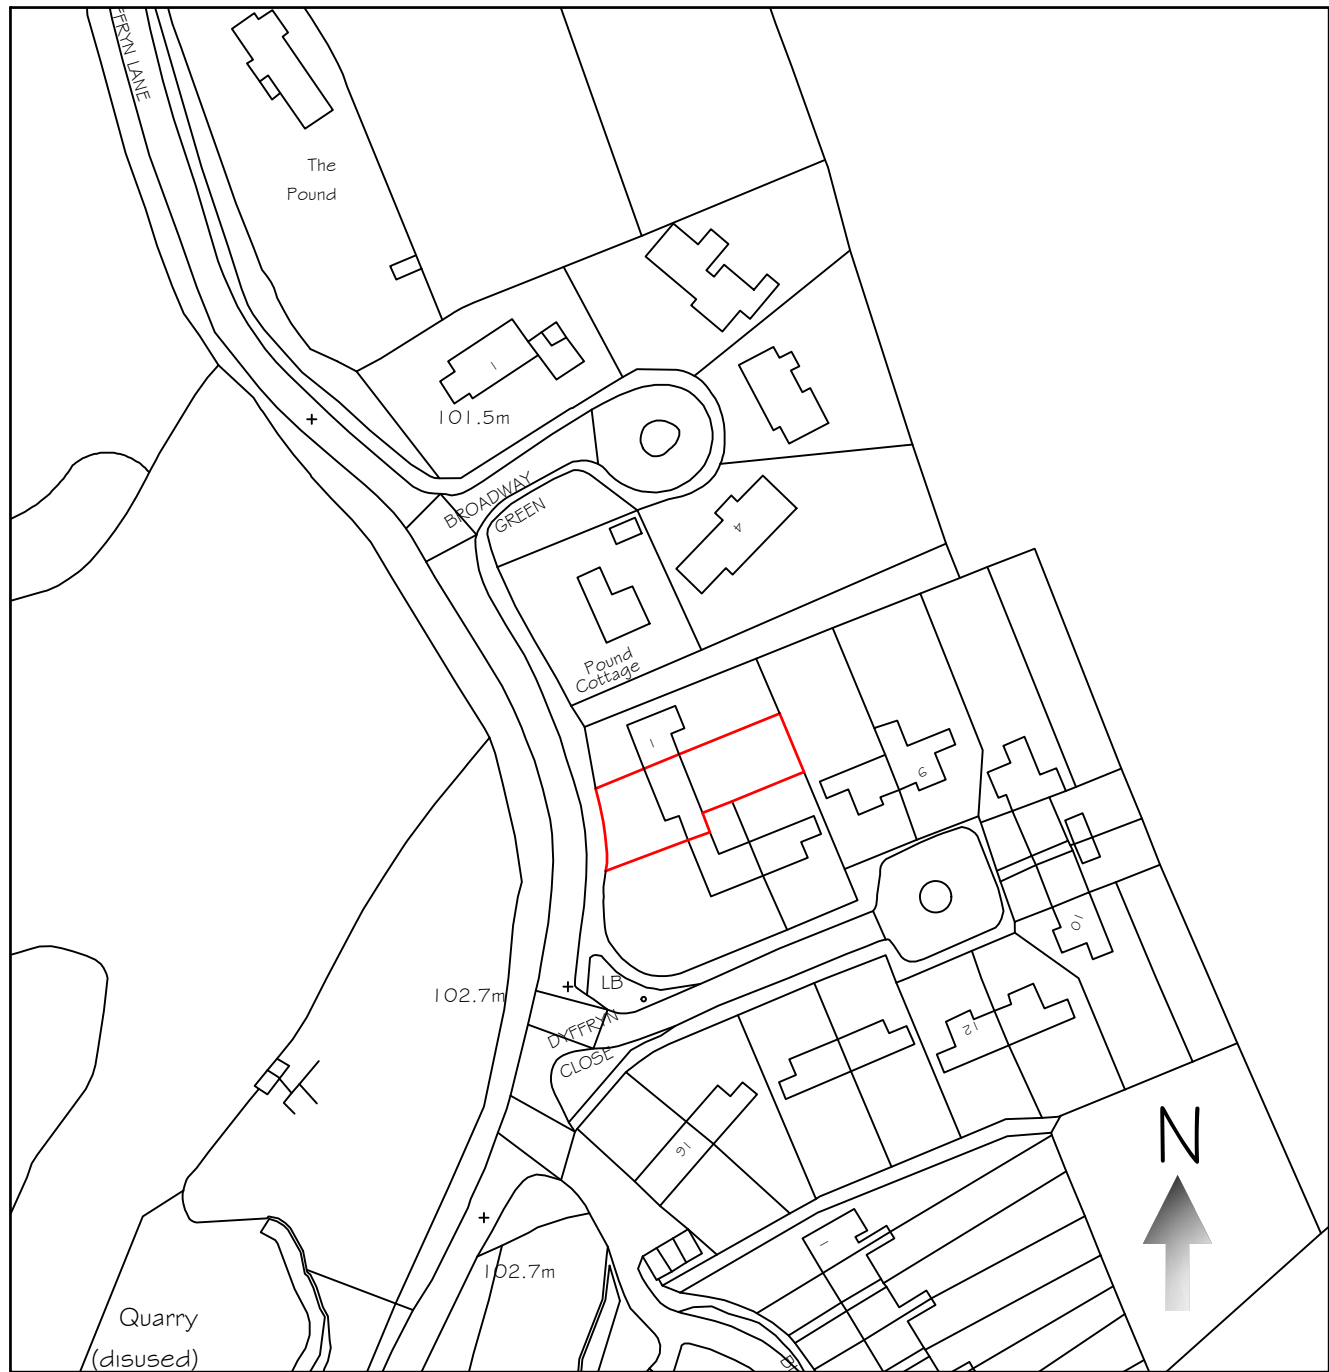 FFRYN LANE
The
Pound
1
101.5m
BROADWAY
GREEN
4
Pound
Cottage
1
6
10
LB
102.7m
DYFFRYN
CLOSE
12
16
N
1
102.7m
Quarry
(disused)